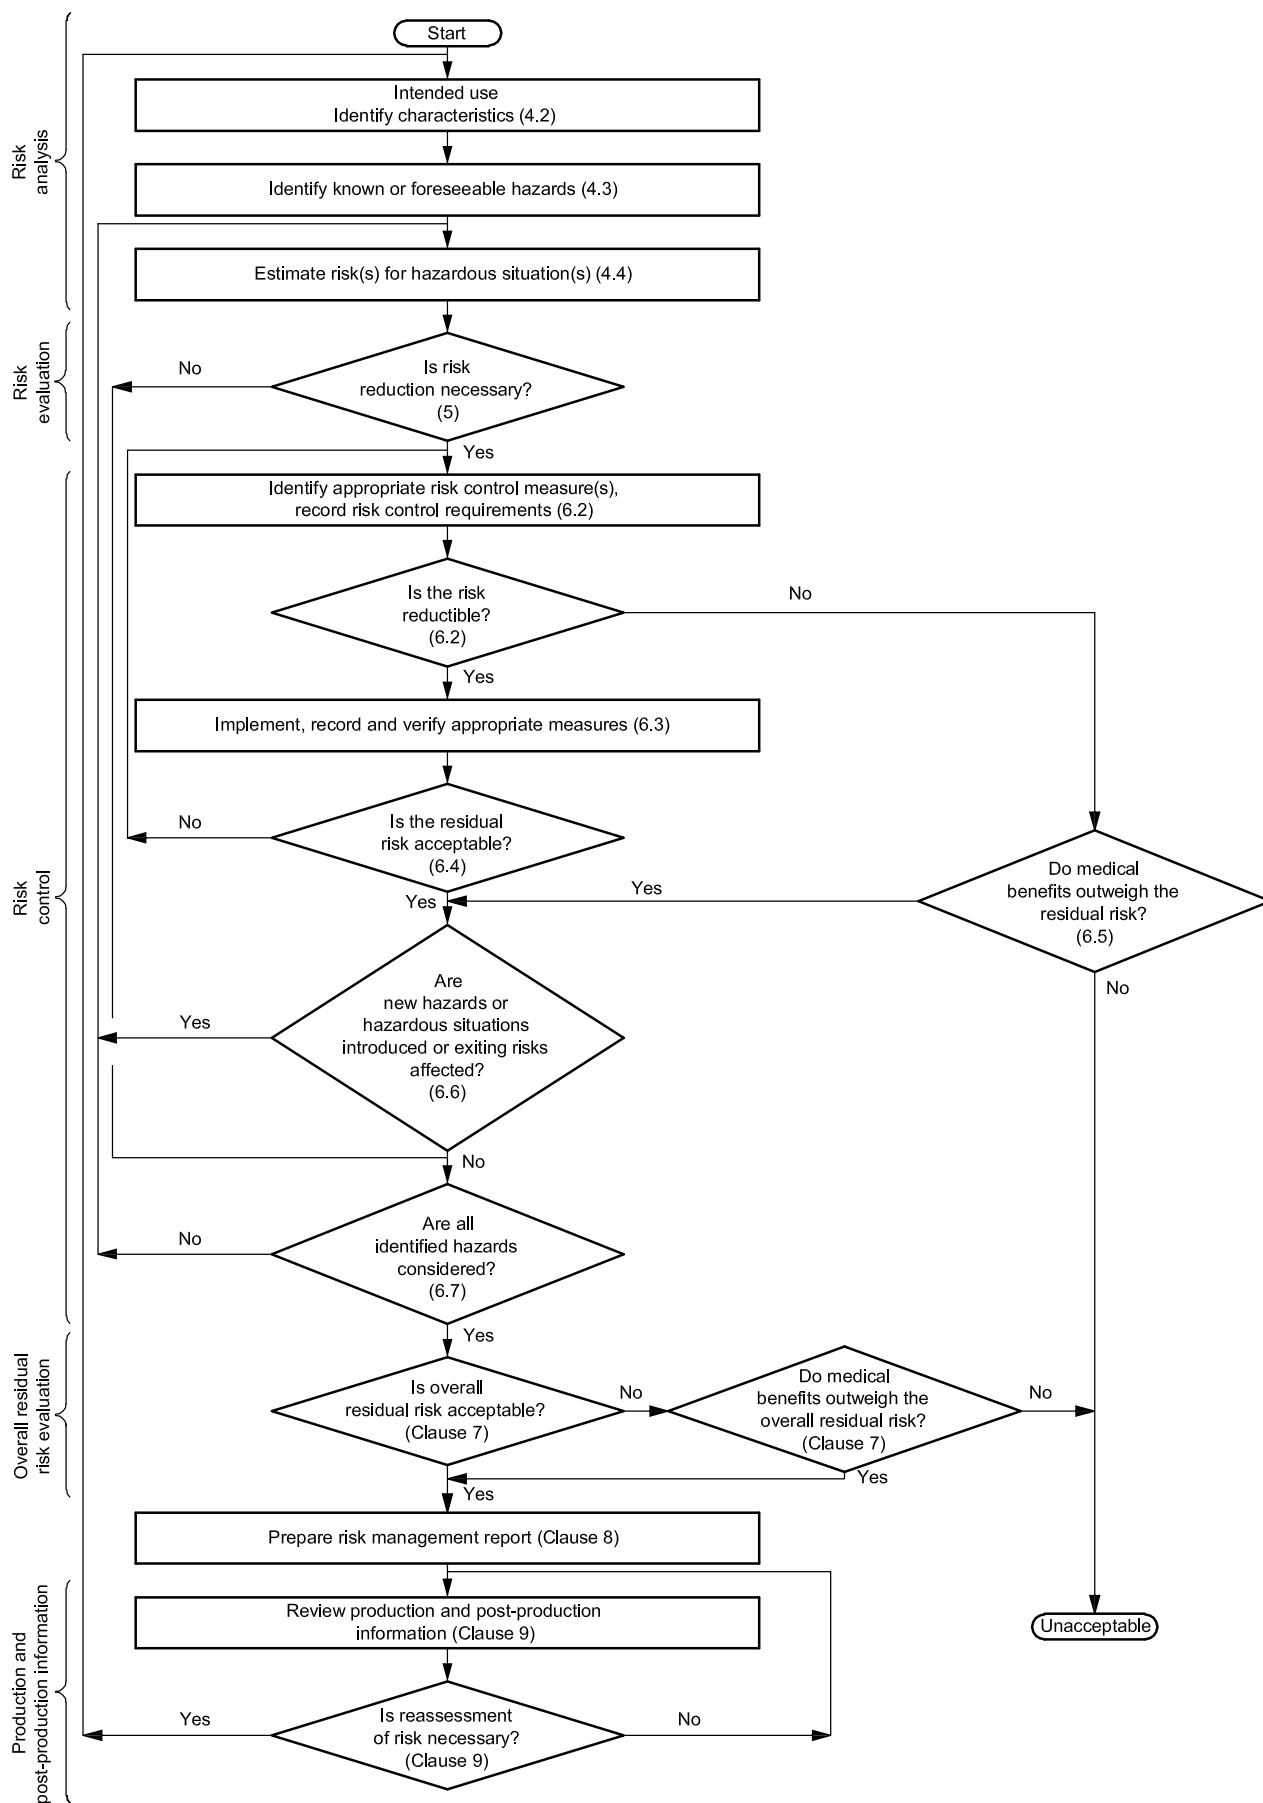 Start
Intended use
Identify characteristics (4.2)
Risk
analysis
Identify known or foreseeable hazards (4.3)
Estimate risk(s) for hazardous situation(s) (4.4)
Risk
evaluation
No
Is risk
reduction necessary?
(5)
Yes
Identify appropriate risk control measure(s),
record risk control requirements (6.2)
Is the risk
reductible?
(6.2)
No
Yes
Implement, record and verify appropriate measures (6.3)
No
Is the residual
risk acceptable?
(6.4)
Risk
control
Yes
Yes
Do medical
benefits outweigh the
residual risk?
(6.5)
No
Yes
Are
new hazards or
hazardous situations
introduced or exiting risks
affected?
(6.6)
No
No
Are all
identified hazards
considered?
(6.7)
Yes
Overall residual
risk evaluation
Is overall
residual risk acceptable?
(Clause 7)
No
Do medical
benefits outweigh the
overall residual risk?
(Clause 7)
No
Yes
Yes
Prepare risk management report (Clause 8)
Production and
post-production information
Review production and post-production
information (Clause 9)
Unacceptable
Yes
Is reassessment
of risk necessary?
(Clause 9)
No